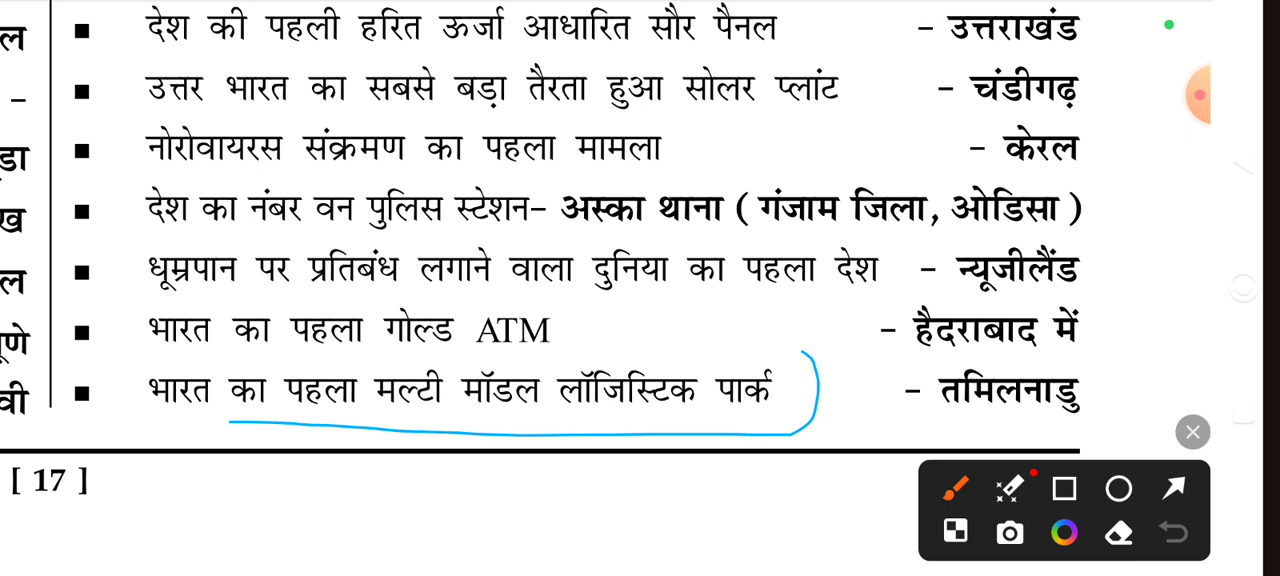 ल
देश की पहली हरित ऊर्जा आधारित सौर पैनल – उत्तराखंड
–
उत्तर भारत का सबसे बड़ा तैरता हुआ सोलर प्लांट – चंडीगढ़
डा
नोरोवायरस संक्रमण का पहला मामला – केरल
ख
देश का नंबर वन पुलिस स्टेशन– अस्का थाना ( गंजाम जिला, ओडिसा )
ल
धूम्रपान पर प्रतिबंध लगाने वाला दुनिया का पहला देश – न्यूजीलैंड
पुणे
भारत का पहला गोल्ड ATM – हैदराबाद में
वी
भारत का पहला मल्टी मॉडल लॉजिस्टिक पार्क – तमिलनाडु
[ 17 ]